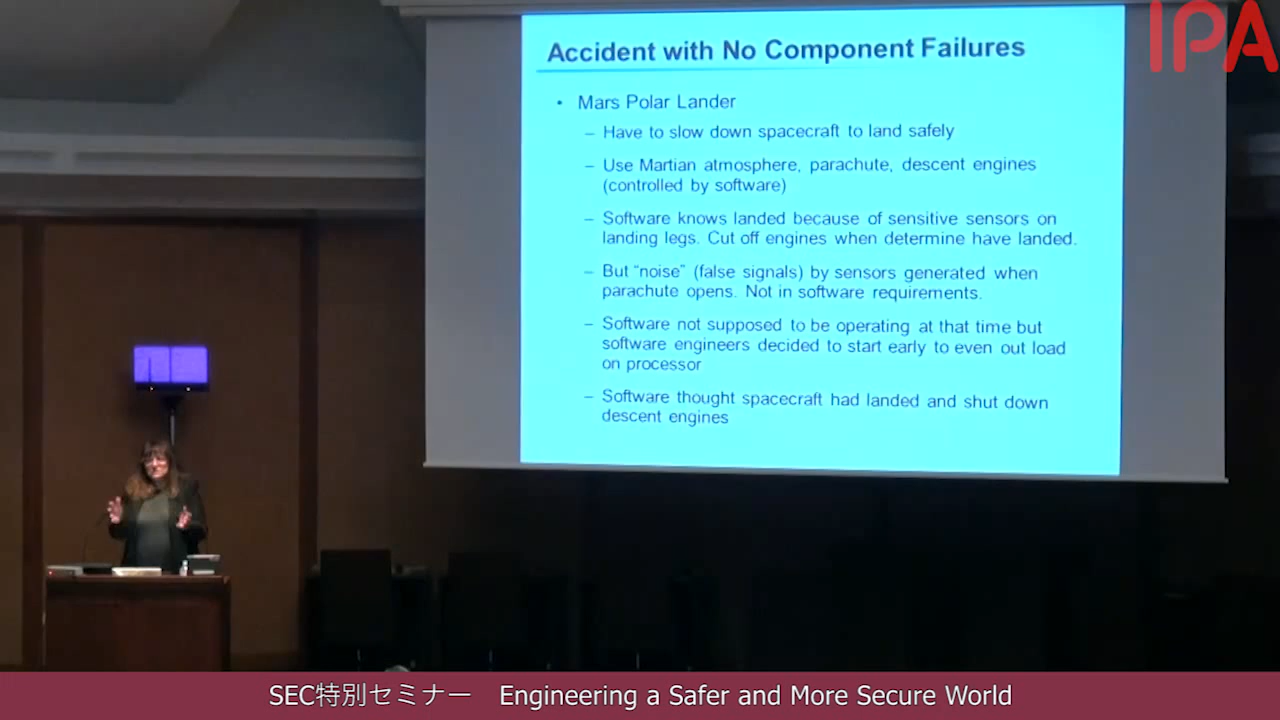 IPA
Accident with No Component Failures
• Mars Polar Lander
– Have to slow down spacecraft to land safely
– Use Martian atmosphere, parachute, descent engines
(controlled by software)
– Software knows landed because of sensitive sensors on
landing legs. Cut off engines when determine have landed.
– But “noise” (false signals) by sensors generated when
parachute opens. Not in software requirements.
– Software not supposed to be operating at that time but
software engineers decided to start early to even out load
on processor
– Software thought spacecraft had landed and shut down
descent engines
SEC特別セミナー Engineering a Safer and More Secure World